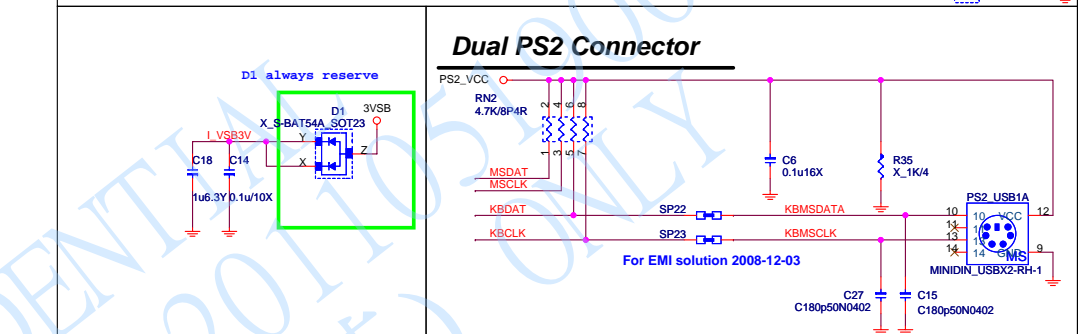 Dual PS2 Connector
D1 always reserve
PS2_VCC
RN2
4.7K/8P4R
2
4
6
8
1
3
5
7
D1
3VSB
X_S-BAT54A_SOT23
I_VSB3V
Y
X
Z
C18
C14
1u6.3Y
0.1u/10X
MSDAT
MSCLK
KBDAT
KBCLK
SP22
SP23
KBMSDATA
KBMSCLK
For EMI solution 2008-12-03
C6
0.1u16X
R35
X_1K/4
PS2_USB1A
10
11
13
14
10
VCC
14
GND
MS
12
9
MINIDIN_USBX2-RH-1
C27
C180p50N0402
C15
C180p50N0402
DENTIAL
ONLY